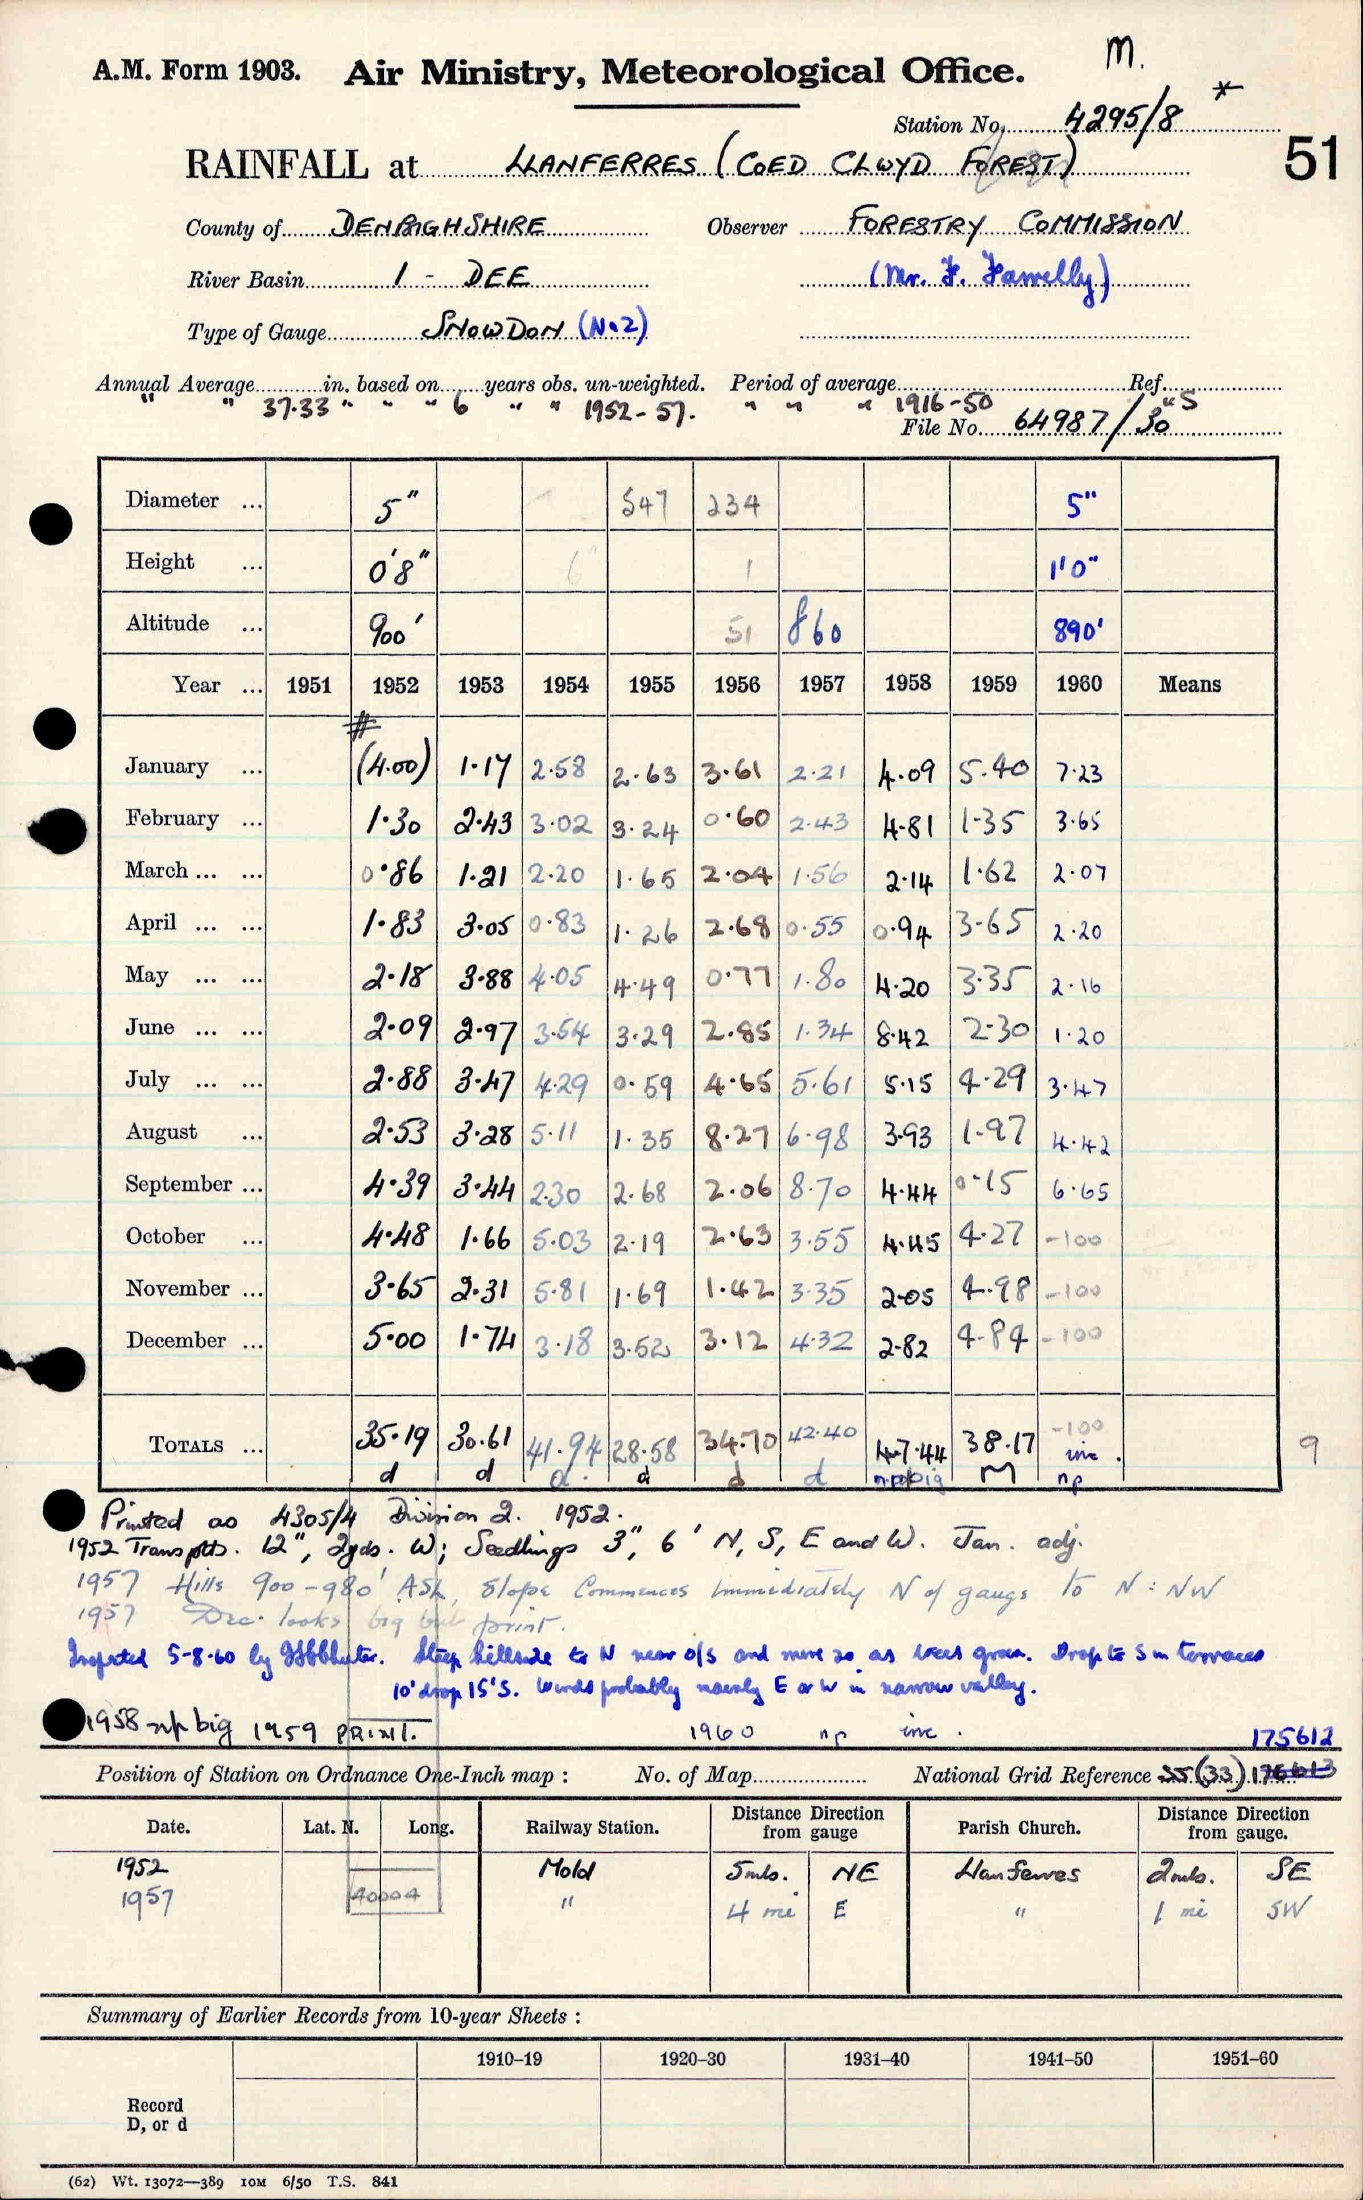 M.
A.M. Form 1903. Air Ministry, Meteorological Office.
Station No. 4295/8 *
51
RAINFALL at LLANFERRES (COED CLWYD FOREST)
County of DENBIGHSHIRE Observer FORESTRY COMMISSION
River Basin 1 - DEE (Mr. F. Farrelly)
Type of Gauge SNOWDON (No2)
Annual Average in. based on years obs. un-weighted. Period of average Ref.
" " 37.33 " " " 6 " " 1952-57. " " " 1916-50 " S
File No. 64987/30
Diameter ... 5" 547 234 5"
Height ... 0'8" 6 1 1'0"
Altitude ... 900' 51 860 890'
Year ... 1951 1952 1953 1954 1955 1956 1957 1958 1959 1960 Means
#
January ... (4.00) 1.17 2.58 2.63 3.61 2.21 4.09 5.40 7.23
February ... 1.30 2.43 3.02 3.24 0.60 2.43 4.81 1.35 3.65
March ... ... 0.86 1.21 2.20 1.65 2.04 1.56 2.14 1.62 2.07
April ... ... 1.83 3.05 0.83 1.26 2.68 0.55 0.94 3.65 2.20
May ... ... 2.18 3.88 4.05 4.49 0.77 1.80 4.20 3.35 2.16
June ... ... 2.09 2.97 3.54 3.29 2.85 1.34 8.42 2.30 1.20
July ... ... 2.88 3.47 4.29 0.59 4.65 5.61 5.15 4.29 3.47
August ... 2.53 3.28 5.11 1.35 8.27 6.98 3.93 1.97 4.42
September ... 4.39 3.44 2.30 2.68 2.06 8.70 4.44 0.15 6.65
October ... 4.48 1.66 5.03 2.19 2.63 3.55 4.45 4.27 -100
November ... 3.65 2.31 5.81 1.69 1.42 3.35 2.05 4.98 -100
December ... 5.00 1.74 3.18 3.52 3.12 4.32 2.82 4.84 -100
TOTALS ... 35.19 30.61 41.94 28.58 34.70 42.40 47.44 38.17 -100 inc. 9
d d d. d d d np big M np
Printed as 4305/4 Division 2. 1952.
1952 Transptts. 12", 2yds. W; Seedlings 3", 6' N, S, E and W. Jan. adj.
1957 Hills 900-980' ASL, Slope Commences immediately N of gauge to N:NW
1957 Dec. looks big but print.
Inspected 5-8-60 by Steep hillside to N near o/s and more so as trees grow. Drop to S in terraces
10' drop 15'S. Winds probably mainly E or W in narrow valley.
1958 np big 1959 PRINT. 1960 np inc. 175612
Position of Station on Ordnance One-Inch map : No. of Map National Grid Reference SS (33) 176613
Date. Lat. N. Long. Railway Station. Distance Direction from gauge Parish Church. Distance Direction from gauge.
1952 Mold 5 mls. NE Llanferres 2 mls. SE
1957 40004 " 4 mi E " 1 mi SW
Summary of Earlier Records from 10-year Sheets :
1910–19 1920–30 1931–40 1941–50 1951–60
Record
D, or d
(62) Wt. 13072—389 10M 6/50 T.S. 841